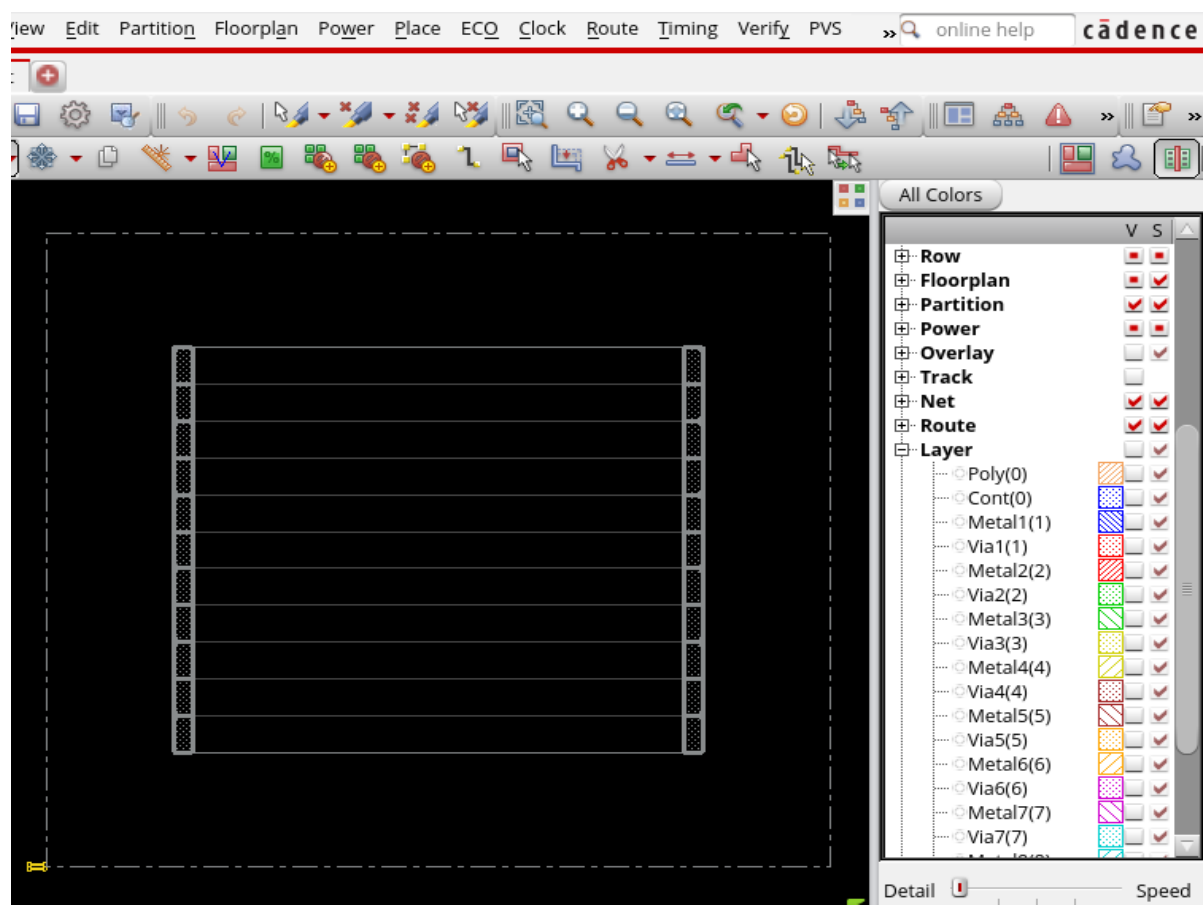 View Edit Partition Floorplan Power Place ECO Clock Route Timing Verify PVS » online help cādence
»
»
All Colors
V S
Row
Floorplan
Partition
Power
Overlay
Track
Net
Route
Layer
Poly(0)
Cont(0)
Metal1(1)
Via1(1)
Metal2(2)
Via2(2)
Metal3(3)
Via3(3)
Metal4(4)
Via4(4)
Metal5(5)
Via5(5)
Metal6(6)
Via6(6)
Metal7(7)
Via7(7)
Detail Speed